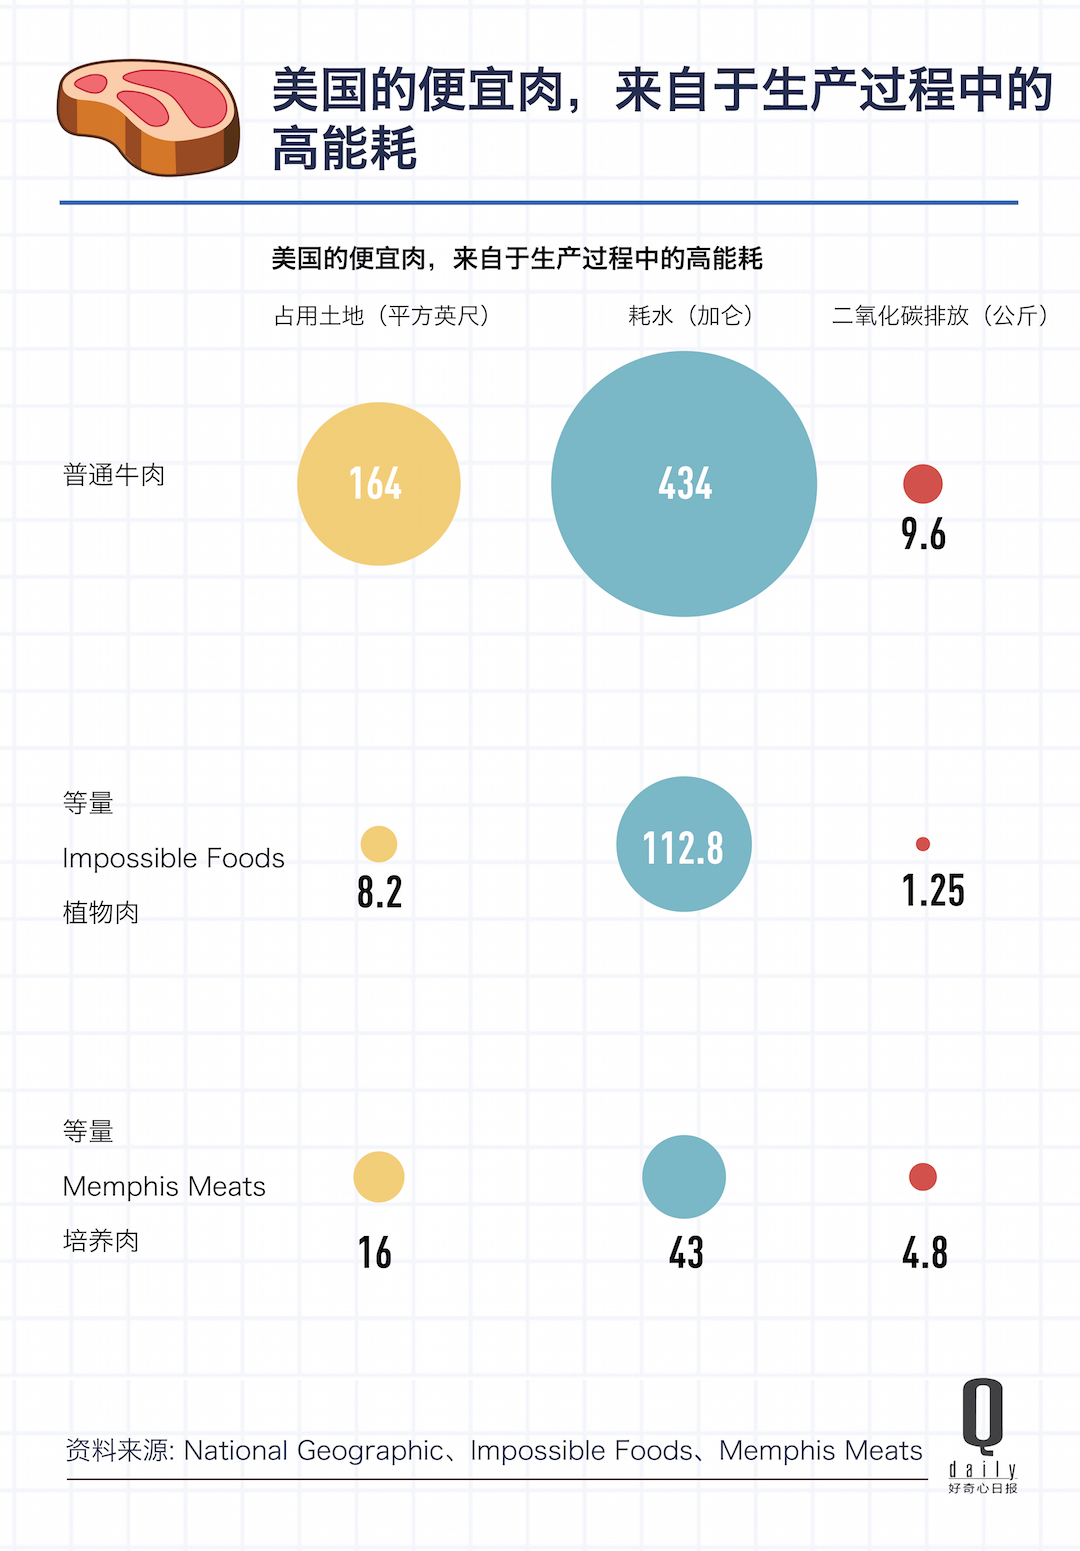 美国的便宜肉，来自于生产过程中的
高能耗
美国的便宜肉，来自于生产过程中的高能耗
占用土地（平方英尺） 耗水（加仑） 二氧化碳排放（公斤）
普通牛肉
164
434
9.6
等量
Impossible Foods
植物肉
8.2
112.8
1.25
等量
Memphis Meats
培养肉
16
43
4.8
资料来源: National Geographic、Impossible Foods、Memphis Meats
Q
daily
好奇心日报